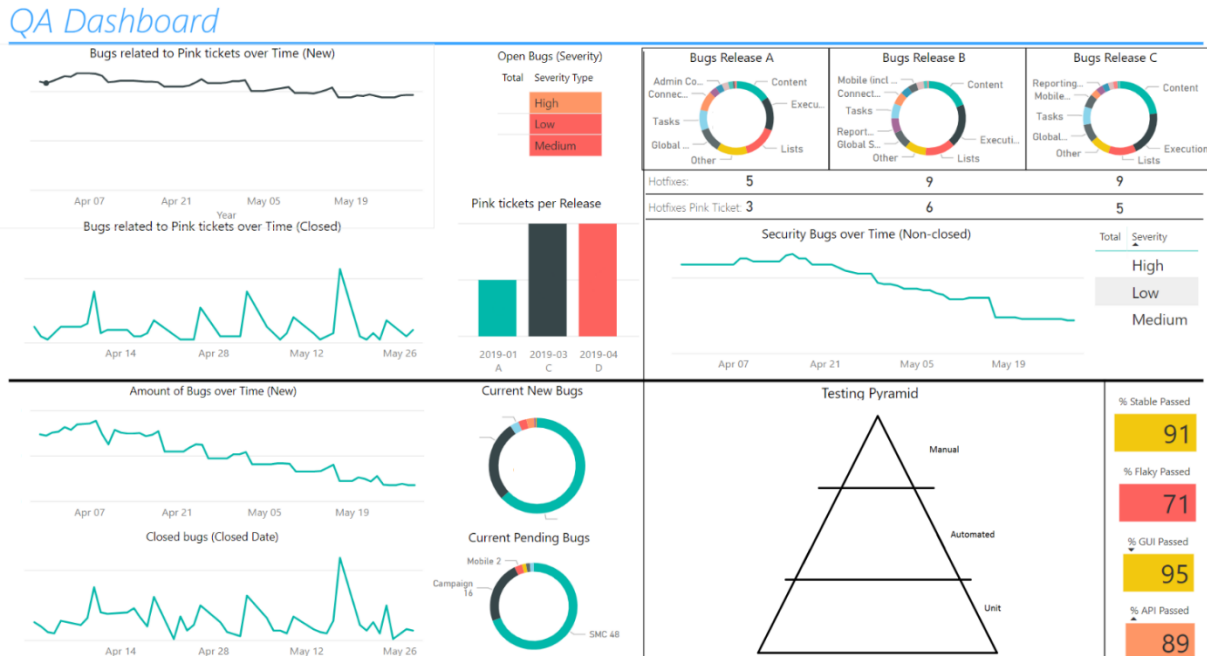 QA Dashboard
Bugs related to Pink tickets over Time (New)
Apr 07 Apr 21 May 05 May 19
Year
Bugs related to Pink tickets over Time (Closed)
Apr 14 Apr 28 May 12 May 26
Open Bugs (Severity)
Total Severity Type
High
Low
Medium
Pink tickets per Release
2019-01 2019-03 2019-04
A C D
Bugs Release A
Admin Co...
Connec...
Tasks
Global ...
Other
Content
Execu...
Lists
Bugs Release B
Mobile (incl ...
Connect...
Tasks
Report...
Global S...
Other
Content
Executi...
Lists
Bugs Release C
Reporting...
Mobile...
Tasks
Global...
Other
Content
Execution
Lists
Hotfixes: 5 9 9
Hotfixes Pink Ticket: 3 6 5
Security Bugs over Time (Non-closed)
Apr 07 Apr 21 May 05 May 19
Total Severity
High
Low
Medium
Amount of Bugs over Time (New)
Apr 07 Apr 21 May 05 May 19
Closed bugs (Closed Date)
Apr 14 Apr 28 May 12 May 26
Current New Bugs
Current Pending Bugs
Mobile 2
Campaign
16
SMC 48
Testing Pyramid
Manual
Automated
Unit
% Stable Passed
91
% Flaky Passed
71
% GUI Passed
95
% API Passed
89